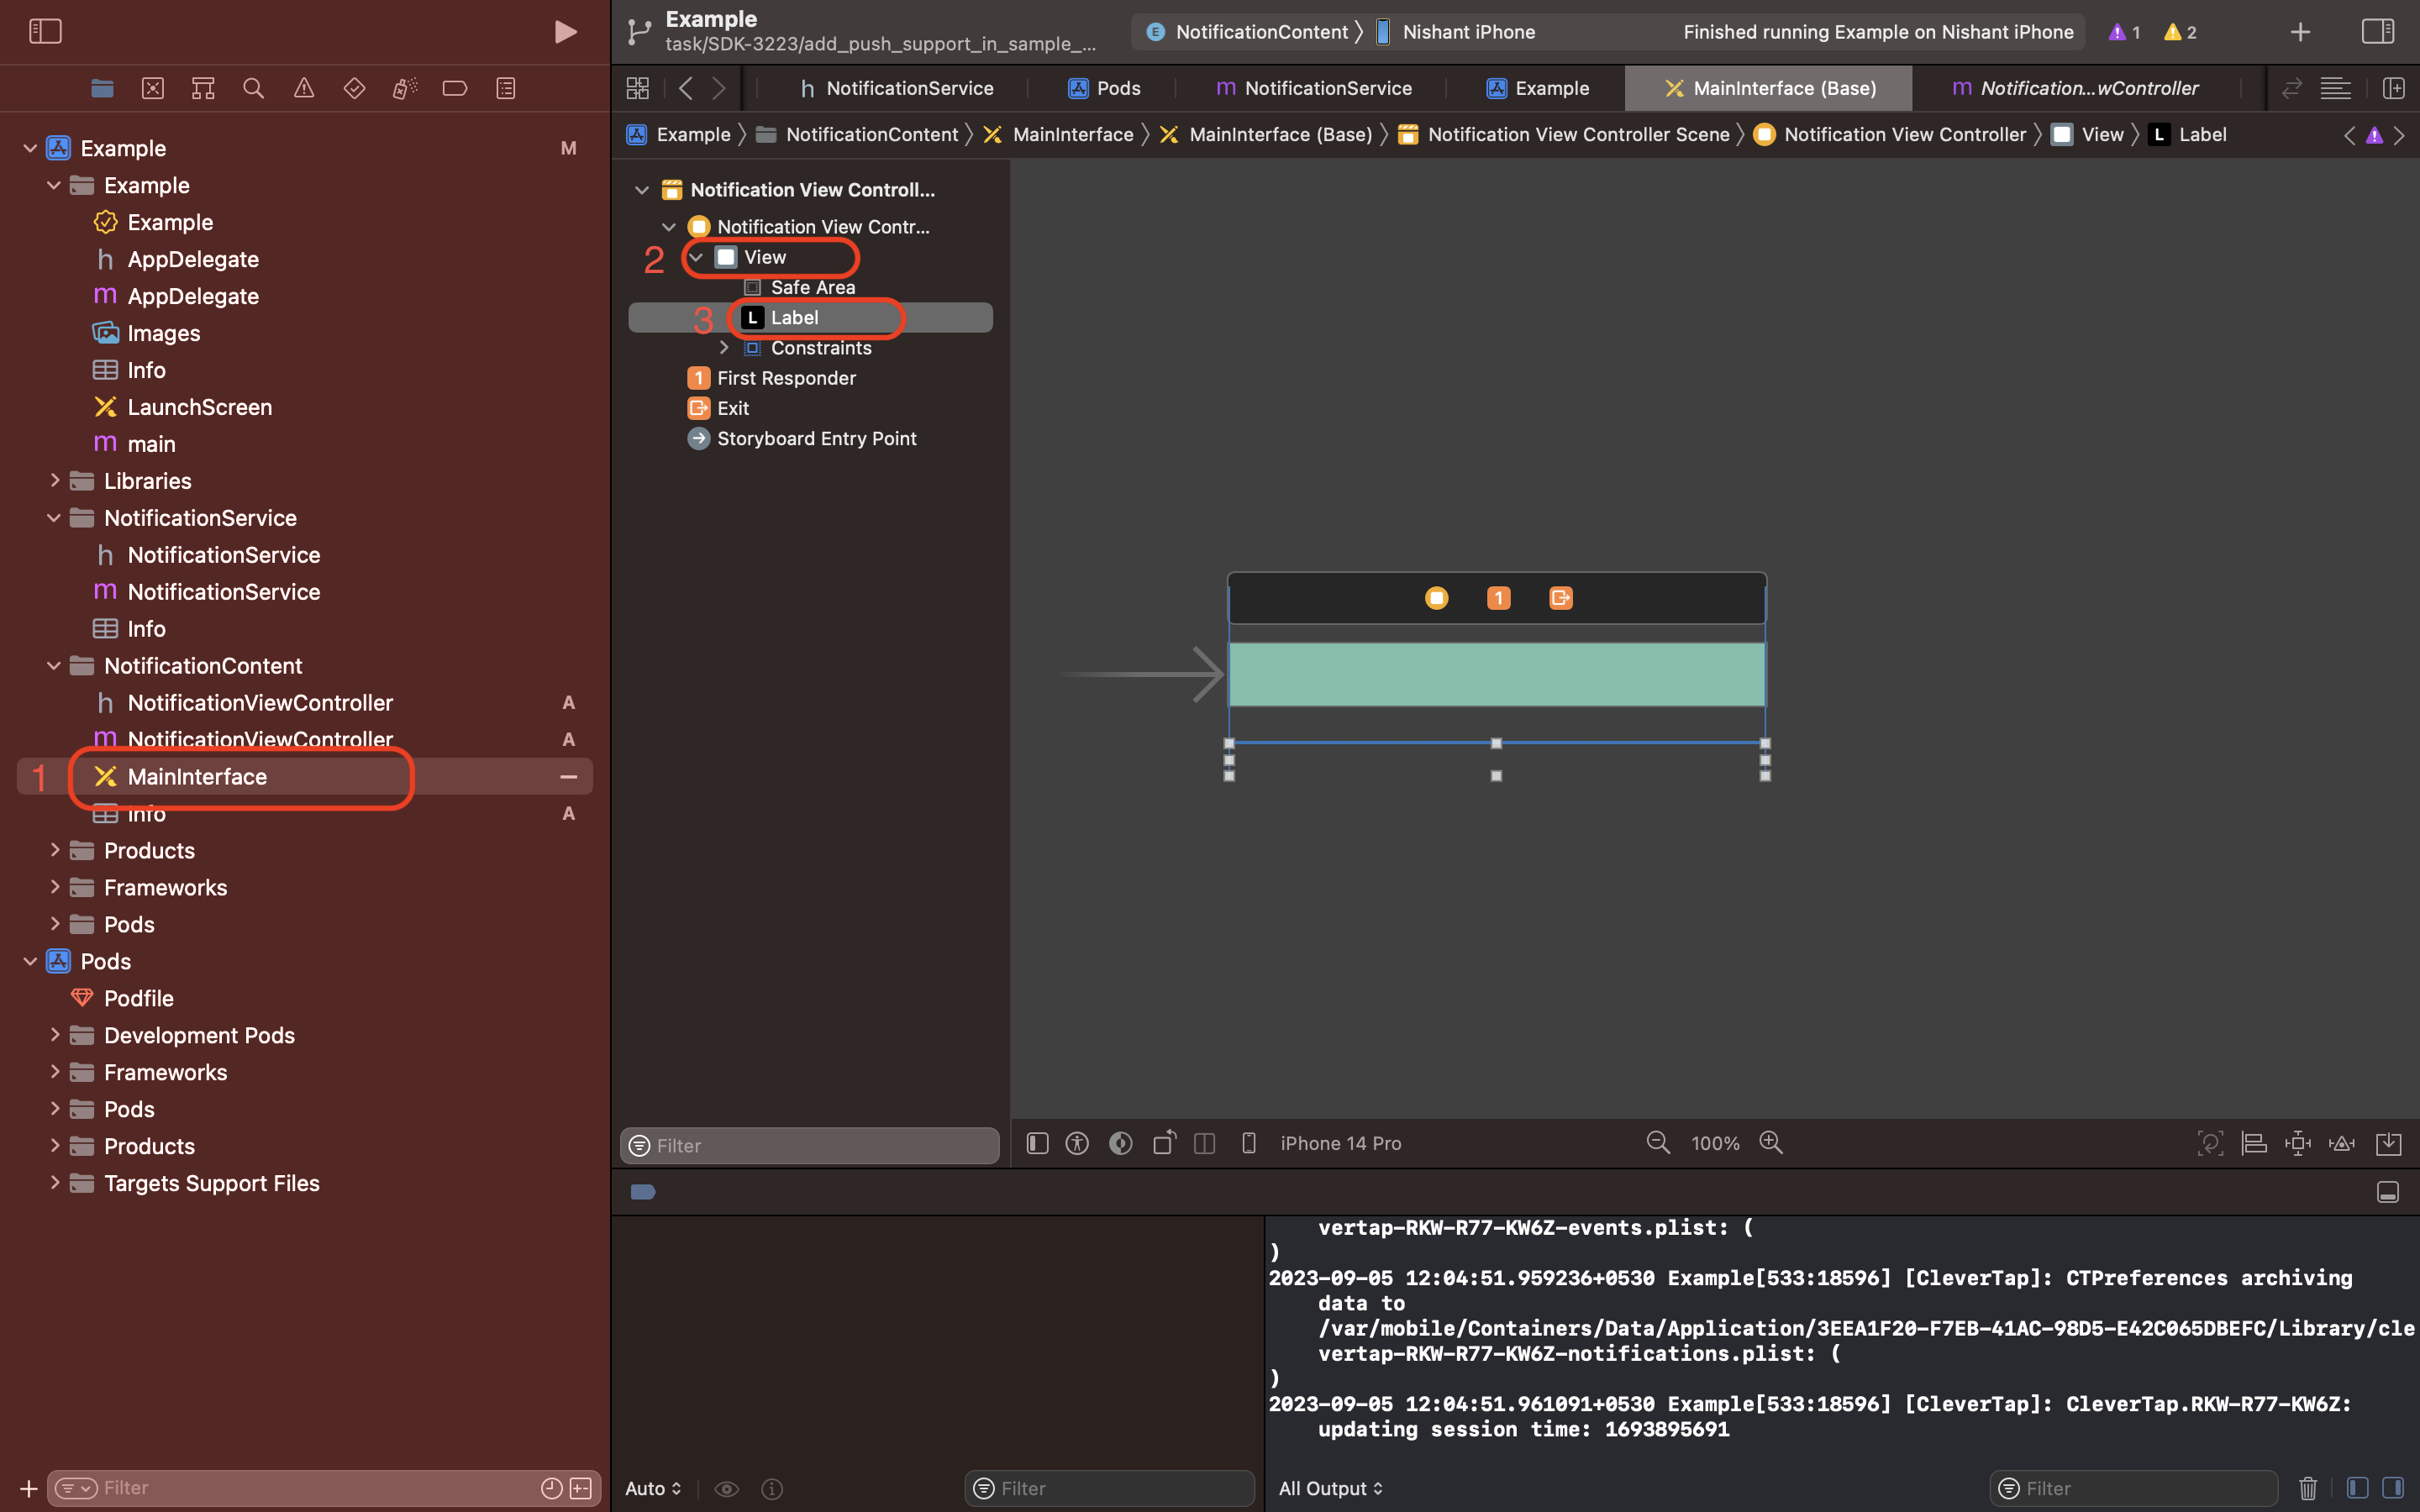 Example
task/SDK-3223/add_push_support_in_sample_...
E NotificationContent
Nishant iPhone
Finished running Example on Nishant iPhone
1
2
h NotificationService
Pods
m NotificationService
Example
MainInterface (Base)
m Notification...wController
Example
NotificationContent
MainInterface
MainInterface (Base)
Notification View Controller Scene
Notification View Controller
View
L Label
Example M
Example
Example
h AppDelegate
m AppDelegate
Images
Info
LaunchScreen
m main
Libraries
NotificationService
h NotificationService
m NotificationService
Info
NotificationContent
h NotificationViewController A
m NotificationViewController A
1 MainInterface
Info A
Products
Frameworks
Pods
Pods
Podfile
Development Pods
Frameworks
Pods
Products
Targets Support Files
Filter
Notification View Controll...
Notification View Contr...
2 View
Safe Area
3 L Label
Constraints
1 First Responder
Exit
Storyboard Entry Point
Filter
1
iPhone 14 Pro
100%
vertap-RKW-R77-KW6Z-events.plist: (
)
2023-09-05 12:04:51.959236+0530 Example[533:18596] [CleverTap]: CTPreferences archiving
data to
/var/mobile/Containers/Data/Application/3EEA1F20-F7EB-41AC-98D5-E42C065DBEFC/Library/cle
vertap-RKW-R77-KW6Z-notifications.plist: (
)
2023-09-05 12:04:51.961091+0530 Example[533:18596] [CleverTap]: CleverTap.RKW-R77-KW6Z:
updating session time: 1693895691
Auto
Filter
All Output
Filter